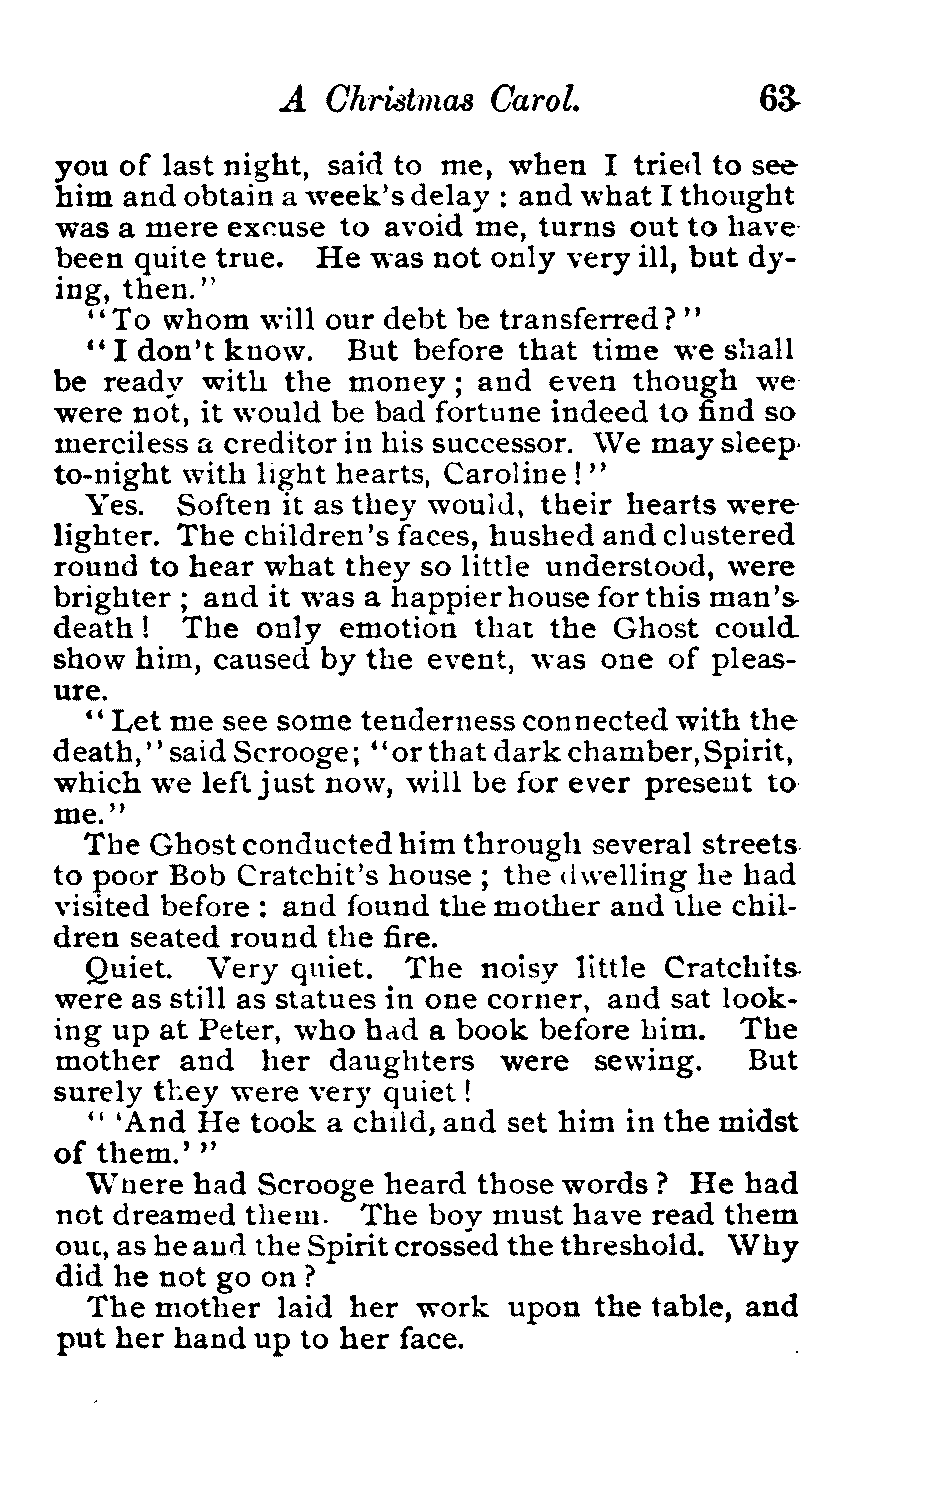 A Christmas Carol. 63
you of last night, said to me, when I tried to see
him and obtain a week's delay : and what I thought
was a mere excuse to avoid me, turns out to have
been quite true. He was not only very ill, but dy-
ing, then."
"To whom will our debt be transferred?"
"I don't know. But before that time we shall
be ready with the money ; and even though we
were not, it would be bad fortune indeed to find so
merciless a creditor in his successor. We may sleep
to-night with light hearts, Caroline !"
Yes. Soften it as they would, their hearts were
lighter. The children's faces, hushed and clustered
round to hear what they so little understood, were
brighter ; and it was a happier house for this man's
death ! The only emotion that the Ghost could
show him, caused by the event, was one of pleas-
ure.
"Let me see some tenderness connected with the
death," said Scrooge; "or that dark chamber, Spirit,
which we left just now, will be for ever present to
me."
The Ghost conducted him through several streets
to poor Bob Cratchit's house ; the dwelling he had
visited before : and found the mother and the chil-
dren seated round the fire.
Quiet. Very quiet. The noisy little Cratchits
were as still as statues in one corner, and sat look-
ing up at Peter, who had a book before him. The
mother and her daughters were sewing. But
surely they were very quiet !
" 'And He took a child, and set him in the midst
of them.' "
Where had Scrooge heard those words ? He had
not dreamed them. The boy must have read them
out, as he and the Spirit crossed the threshold. Why
did he not go on ?
The mother laid her work upon the table, and
put her hand up to her face.